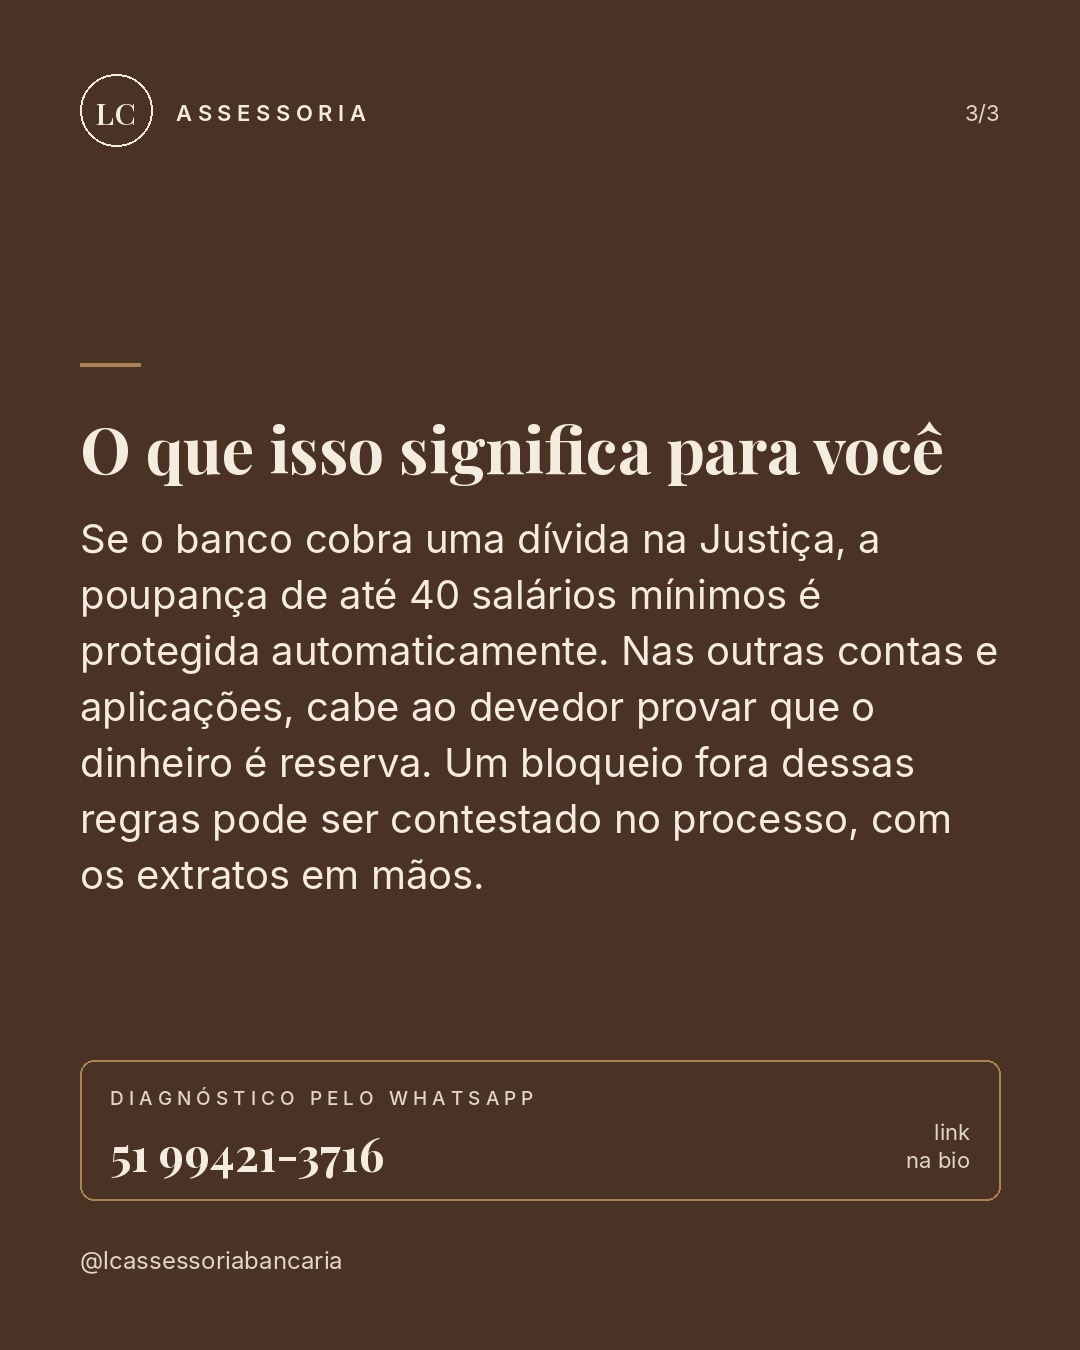 LC ASSESSORIA
3/3
O que isso significa para você
Se o banco cobra uma dívida na Justiça, a
poupança de até 40 salários mínimos é
protegida automaticamente. Nas outras contas e
aplicações, cabe ao devedor provar que o
dinheiro é reserva. Um bloqueio fora dessas
regras pode ser contestado no processo, com
os extratos em mãos.
DIAGNÓSTICO PELO WHATSAPP
51 99421-3716
link
na bio
@lcassessoriabancaria